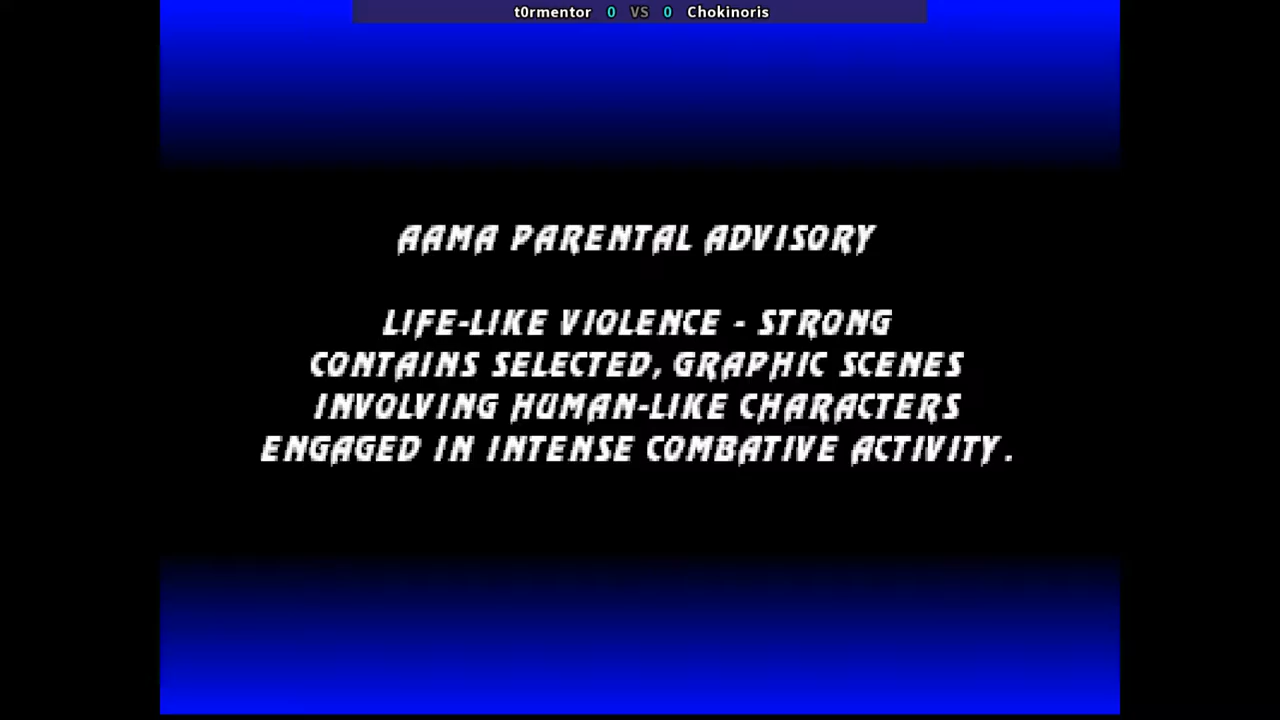 t0rmentor 0 VS 0 Chokinoris
AAMA PARENTAL ADVISORY
LIFE-LIKE VIOLENCE - STRONG
CONTAINS SELECTED, GRAPHIC SCENES
INVOLVING HUMAN-LIKE CHARACTERS
ENGAGED IN INTENSE COMBATIVE ACTIVITY.